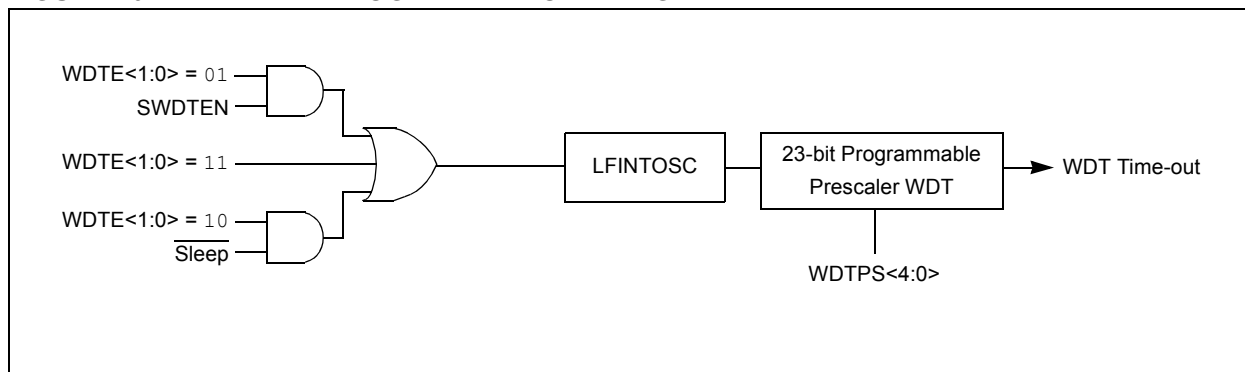 WDTE<1:0> = 01
SWDTEN
WDTE<1:0> = 11
WDTE<1:0> = 10
Sleep
LFINTOSC
23-bit Programmable
Prescaler WDT
WDT Time-out
WDTPS<4:0>